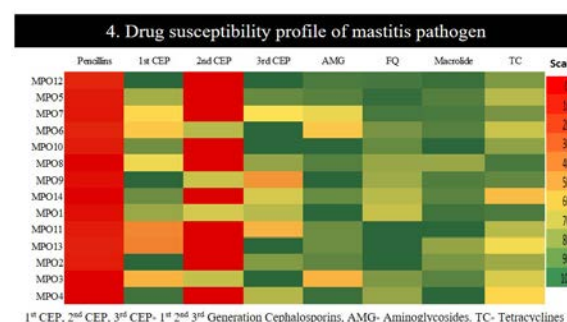 4. Drug susceptibility profile of mastitis pathogen
Pencillins 1st CEP 2nd CEP 3rd CEP AMG FQ Macrolide TC
MPO12
MPO5
MPO7
MPO6
MPO10
MPO8
MPO9
MPO14
MPO1
MPO11
MPO13
MPO2
MPO3
MPO4
1st CEP, 2nd CEP, 3rd CEP- 1st 2nd 3rd Generation Cephalosporins, AMG- Aminoglycosides, TC- Tetracyclines